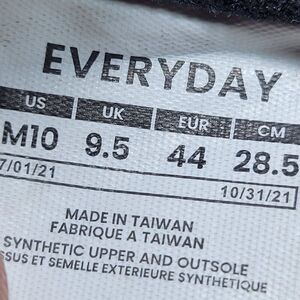 EVERYDAY
US UK EUR CM
M10 9.5 44 28.5
7/01/21 10/31/21
MADE IN TAIWAN
FABRIQUE A TAIWAN
SYNTHETIC UPPER AND OUTSOLE
SSUS ET SEMELLE EXTERIEURE SYNTHETIQUE